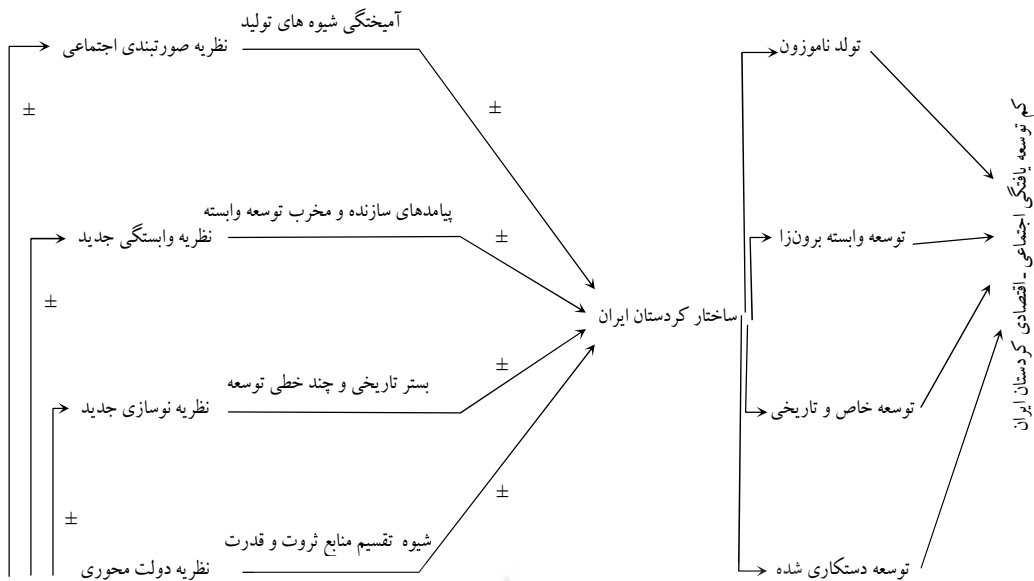 آمیختگی شیوه های تولید
نظریه صورتبندی اجتماعی
تولد ناموزون
±
±
پیامدهای سازنده و مخرب توسعه وابسته
نظریه وابستگی جدید
±
توسعه وابسته برون‌زا
±
ساختار کردستان ایران
کم توسعه یافتگی اجتماعی ـ اقتصادی کردستان ایران
بستر تاریخی و چند خطی توسعه
±
نظریه نوسازی جدید
توسعه خاص و تاریخی
±
±
شیوه تقسیم منابع ثروت و قدرت
نظریه دولت محوری
توسعه دستکاری شده